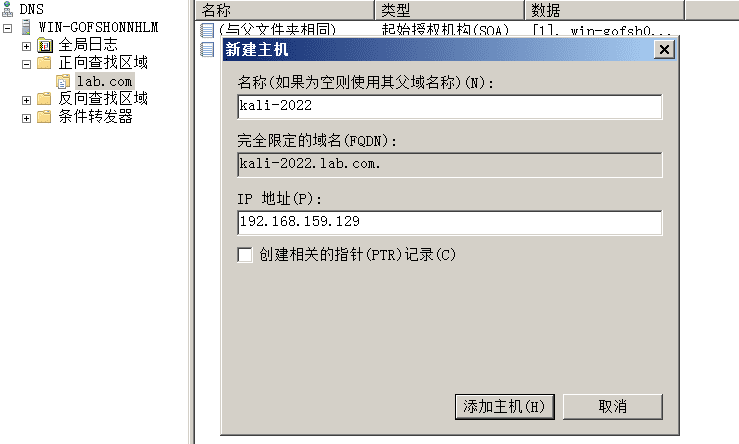 DNS
WIN-GOFSHONNHLM
全局日志
正向查找区域
lab.com
反向查找区域
条件转发器
名称 类型 数据
(与父文件夹相同) 起始授权机构(SOA) [1], win-gofsh0...
新建主机
名称(如果为空则使用其父域名称)(N):
kali-2022
完全限定的域名(FQDN):
kali-2022.lab.com.
IP 地址(P):
192.168.159.129
创建相关的指针(PTR)记录(C)
添加主机(H) 取消